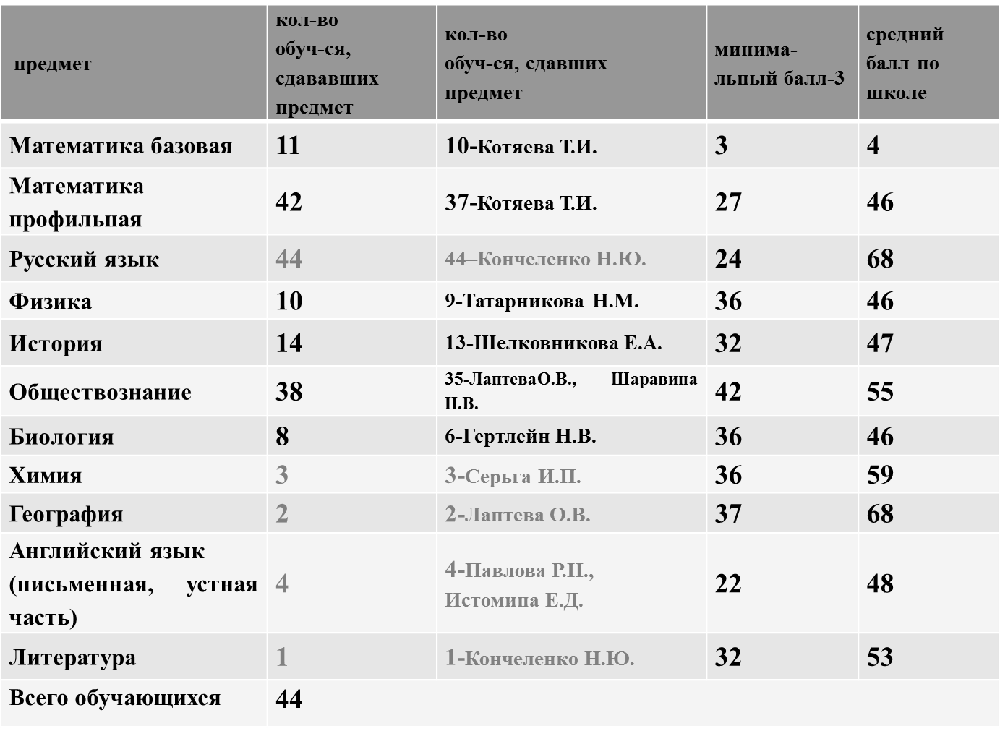 предмет
кол-во
обуч-ся,
сдававших
предмет
кол-во
обуч-ся, сдавших
предмет
минима-
льный балл-3
средний
балл по
школе
Математика базовая
11
10-Котяева Т.И.
3
4
Математика
профильная
42
37-Котяева Т.И.
27
46
Русский язык
44
44–Кончеленко Н.Ю.
24
68
Физика
10
9-Татарникова Н.М.
36
46
История
14
13-Шелковникова Е.А.
32
47
Обществознание
38
35-ЛаптеваО.В., Шаравина
Н.В.
42
55
Биология
8
6-Гертлейн Н.В.
36
46
Химия
3
3-Серьга И.П.
36
59
География
2
2-Лаптева О.В.
37
68
Английский язык
(письменная, устная
часть)
4
4-Павлова Р.Н.,
Истомина Е.Д.
22
48
Литература
1
1-Кончеленко Н.Ю.
32
53
Всего обучающихся
44